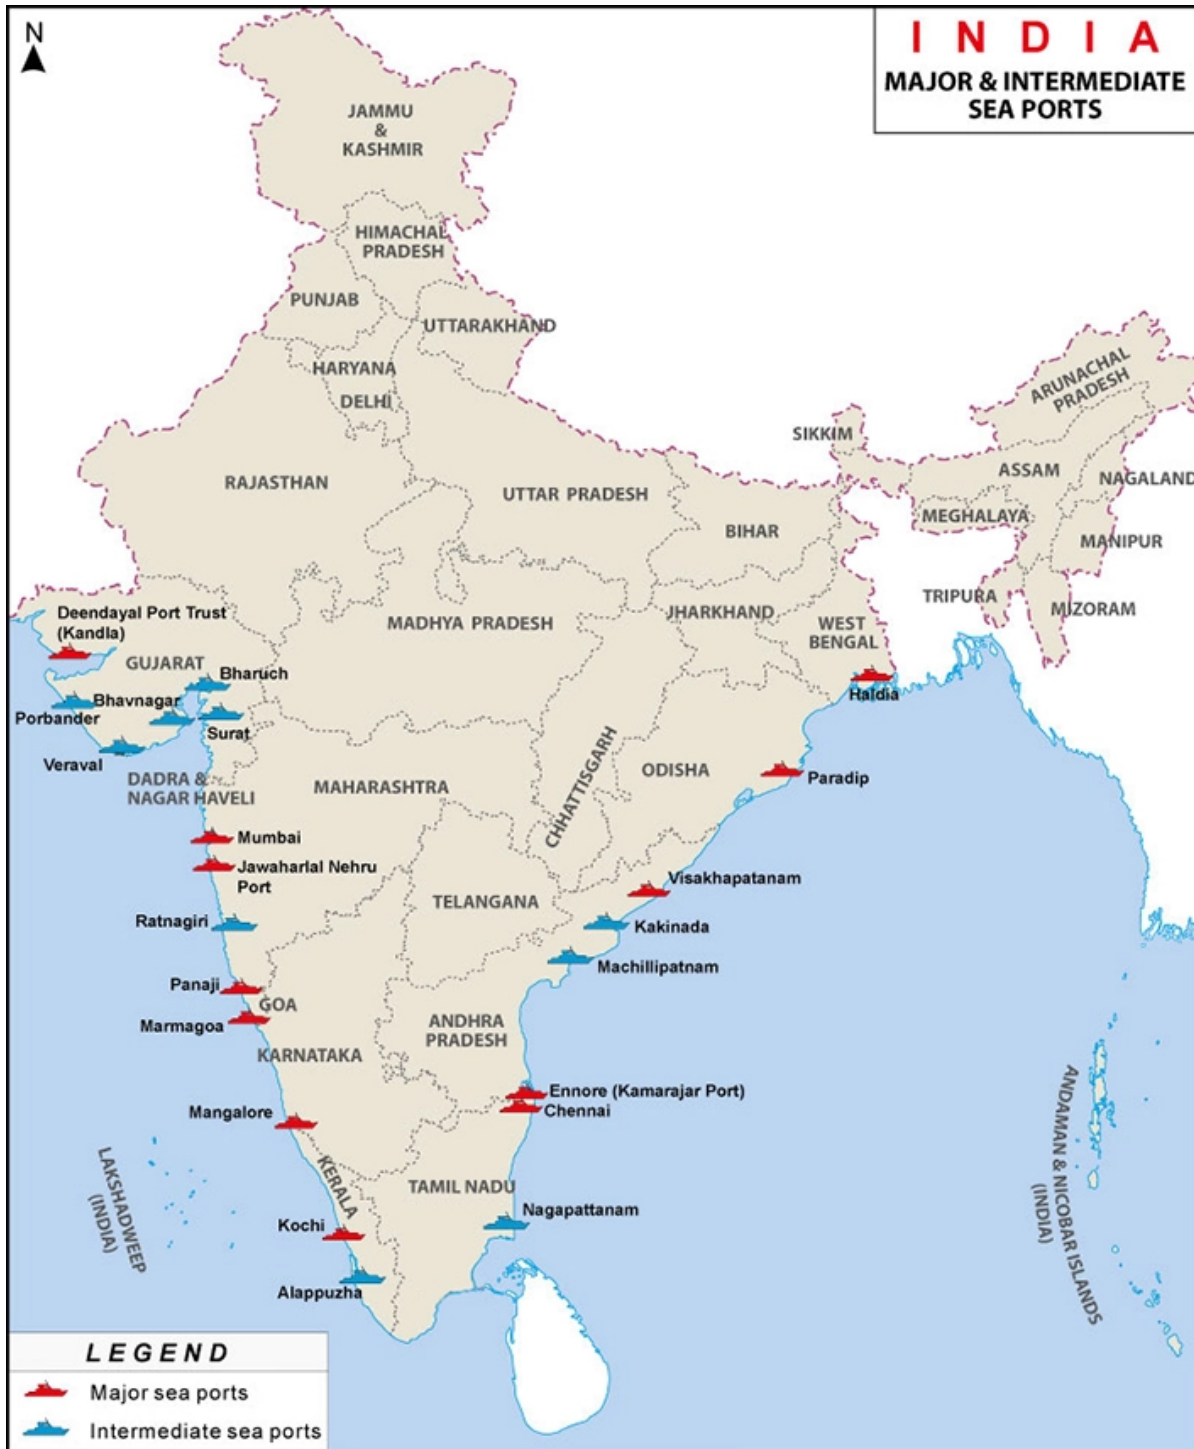 N
I N D I A
MAJOR & INTERMEDIATE
SEA PORTS
JAMMU
&
KASHMIR
HIMACHAL
PRADESH
PUNJAB
UTTARAKHAND
HARYANA
DELHI
ARUNACHAL
PRADESH
SIKKIM
ASSAM
NAGALAND
RAJASTHAN
UTTAR PRADESH
MEGHALAYA
BIHAR
MANIPUR
TRIPURA
MIZORAM
Deendayal Port Trust
(Kandla)
MADHYA PRADESH
JHARKHAND
WEST
BENGAL
GUJARAT
Bharuch
Bhavnagar
Haldia
Porbander
Surat
Veraval
DADRA &
NAGAR HAVELI
MAHARASHTRA
CHHATTISGARH
ODISHA
Paradip
Mumbai
Jawaharlal Nehru
Port
Visakhapatanam
TELANGANA
Ratnagiri
Kakinada
Machillipatnam
Panaji
GOA
Marmagoa
ANDHRA
PRADESH
KARNATAKA
Ennore (Kamarajar Port)
Chennai
Mangalore
LAKSHADWEEP
(INDIA)
KERALA
TAMIL NADU
ANDAMAN & NICOBAR ISLANDS
(INDIA)
Nagapattanam
Kochi
Alappuzha
LEGEND
Major sea ports
Intermediate sea ports